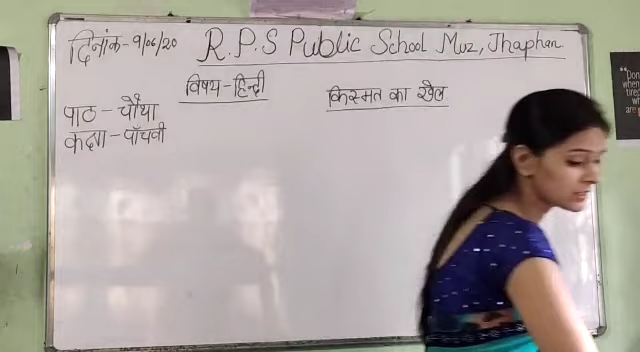 दिनांक-9/06/20 R.P.S Public School Muz, Jhaphan.
विषय-हिन्दी
किस्मत का खेल
पाठ - चौथा
कक्षा - पाँचवी